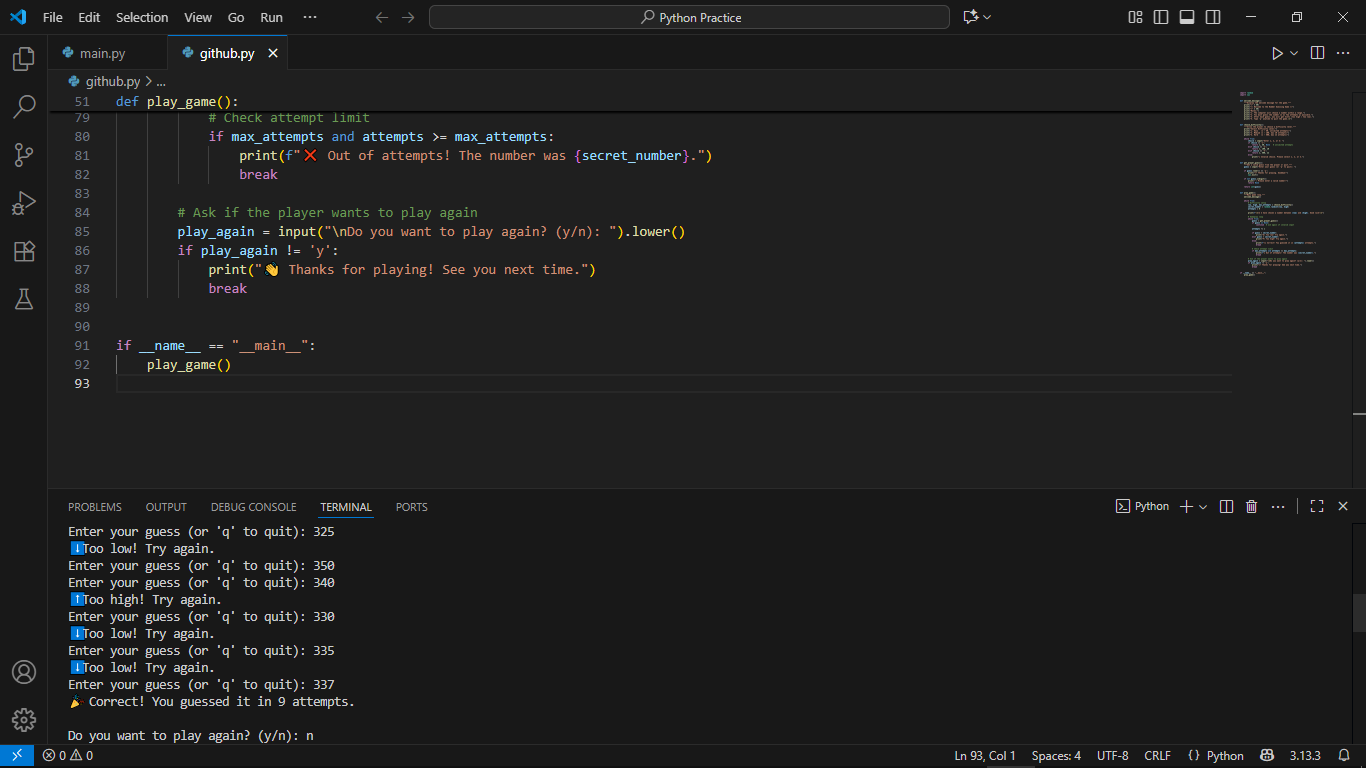 File Edit Selection View Go Run ··· Python Practice
main.py github.py
github.py > ...
51 def play_game():
79 # Check attempt limit
80 if max_attempts and attempts >= max_attempts:
81 print(f"❌ Out of attempts! The number was {secret_number}.")
82 break
83
84 # Ask if the player wants to play again
85 play_again = input("\nDo you want to play again? (y/n): ").lower()
86 if play_again != 'y':
87 print("👋 Thanks for playing! See you next time.")
88 break
89
90
91 if __name__ == "__main__":
92 play_game()
93
PROBLEMS OUTPUT DEBUG CONSOLE TERMINAL PORTS Python
Enter your guess (or 'q' to quit): 325
⬇️Too low! Try again.
Enter your guess (or 'q' to quit): 350
Enter your guess (or 'q' to quit): 340
⬆️Too high! Try again.
Enter your guess (or 'q' to quit): 330
⬇️Too low! Try again.
Enter your guess (or 'q' to quit): 335
⬇️Too low! Try again.
Enter your guess (or 'q' to quit): 337
🎉 Correct! You guessed it in 9 attempts.
Do you want to play again? (y/n): n
0 0 Ln 93, Col 1 Spaces: 4 UTF-8 CRLF {} Python 3.13.3